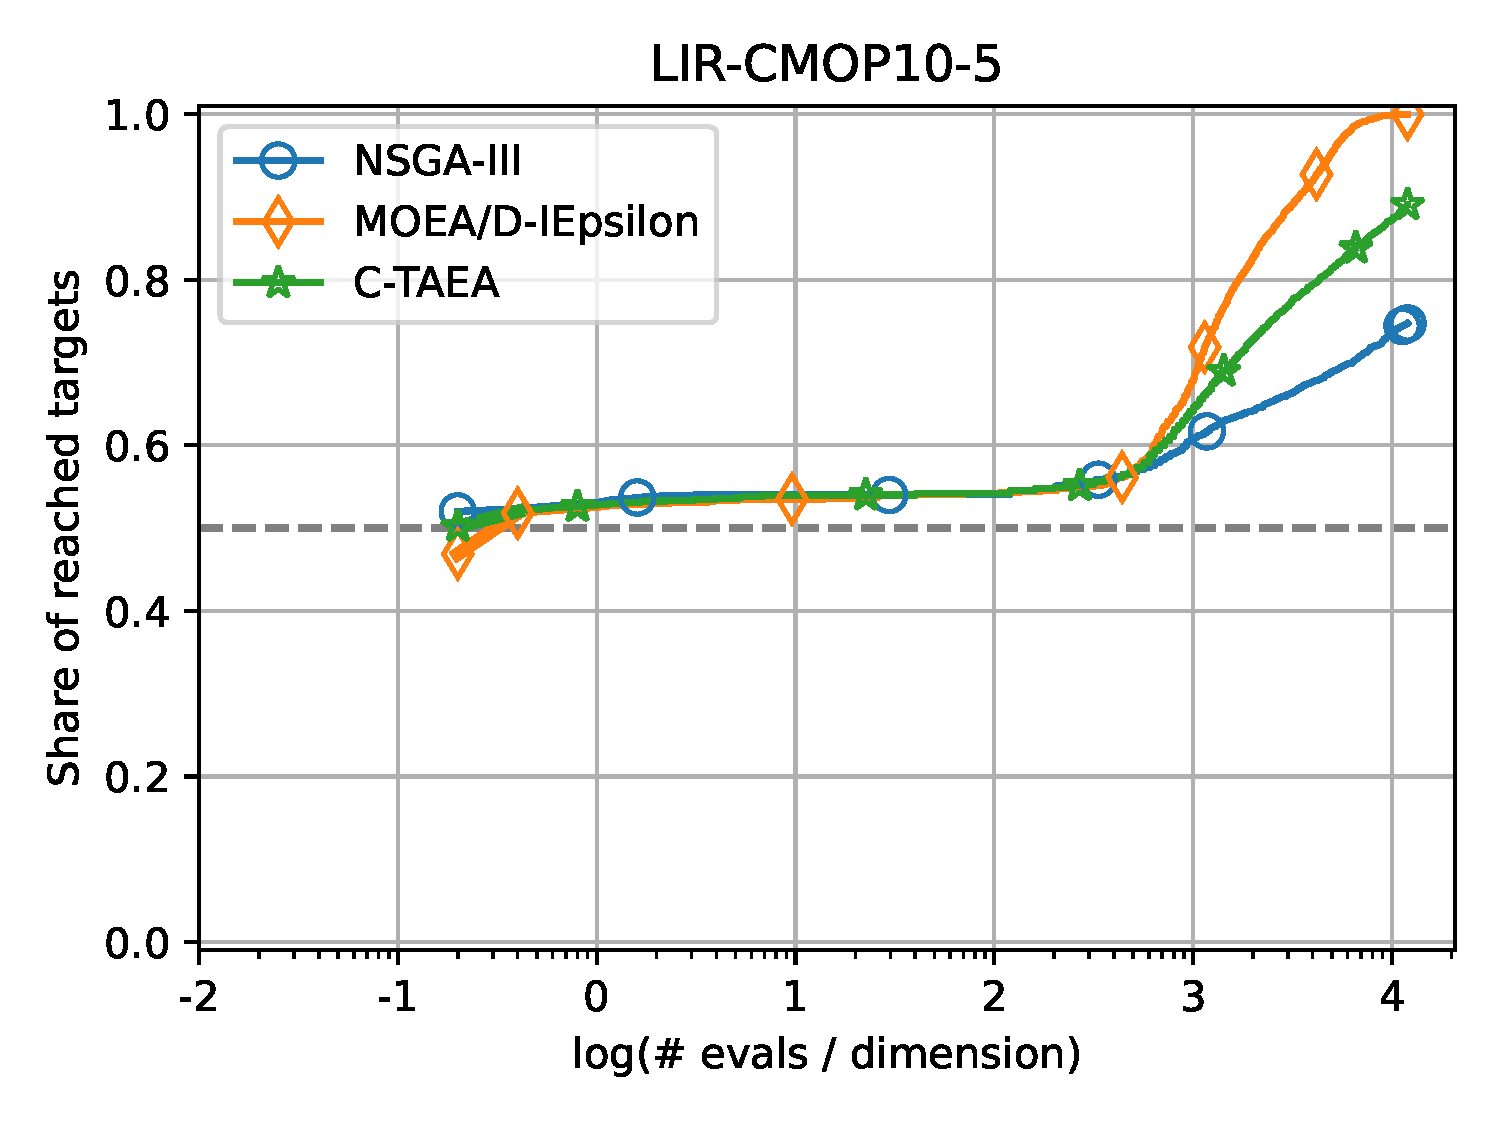 LIR-CMOP10-5
NSGA-III
MOEA/D-IEpsilon
C-TAEA
Share of reached targets
1.0
0.8
0.6
0.4
0.2
0.0
-2 -1 0 1 2 3 4
log(# evals / dimension)